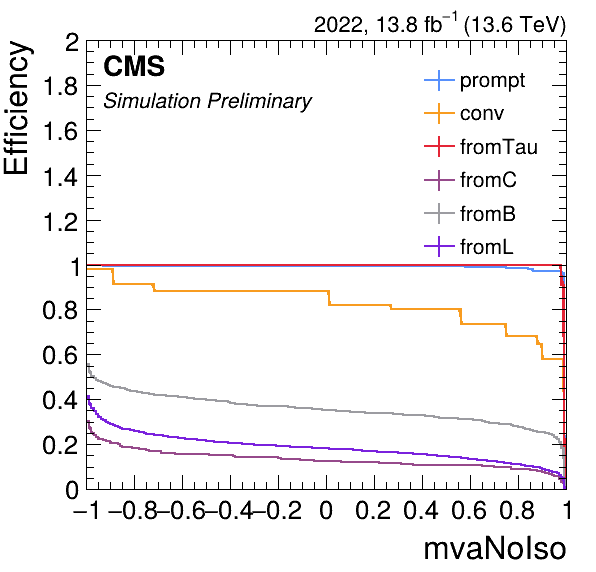 2022, 13.8 fb⁻¹ (13.6 TeV)
Efficiency
CMS
Simulation Preliminary
prompt
conv
fromTau
fromC
fromB
fromL
2
1.8
1.6
1.4
1.2
1
0.8
0.6
0.4
0.2
0
−1 −0.8 −0.6 −0.4 −0.2 0 0.2 0.4 0.6 0.8 1
mvaNoIso